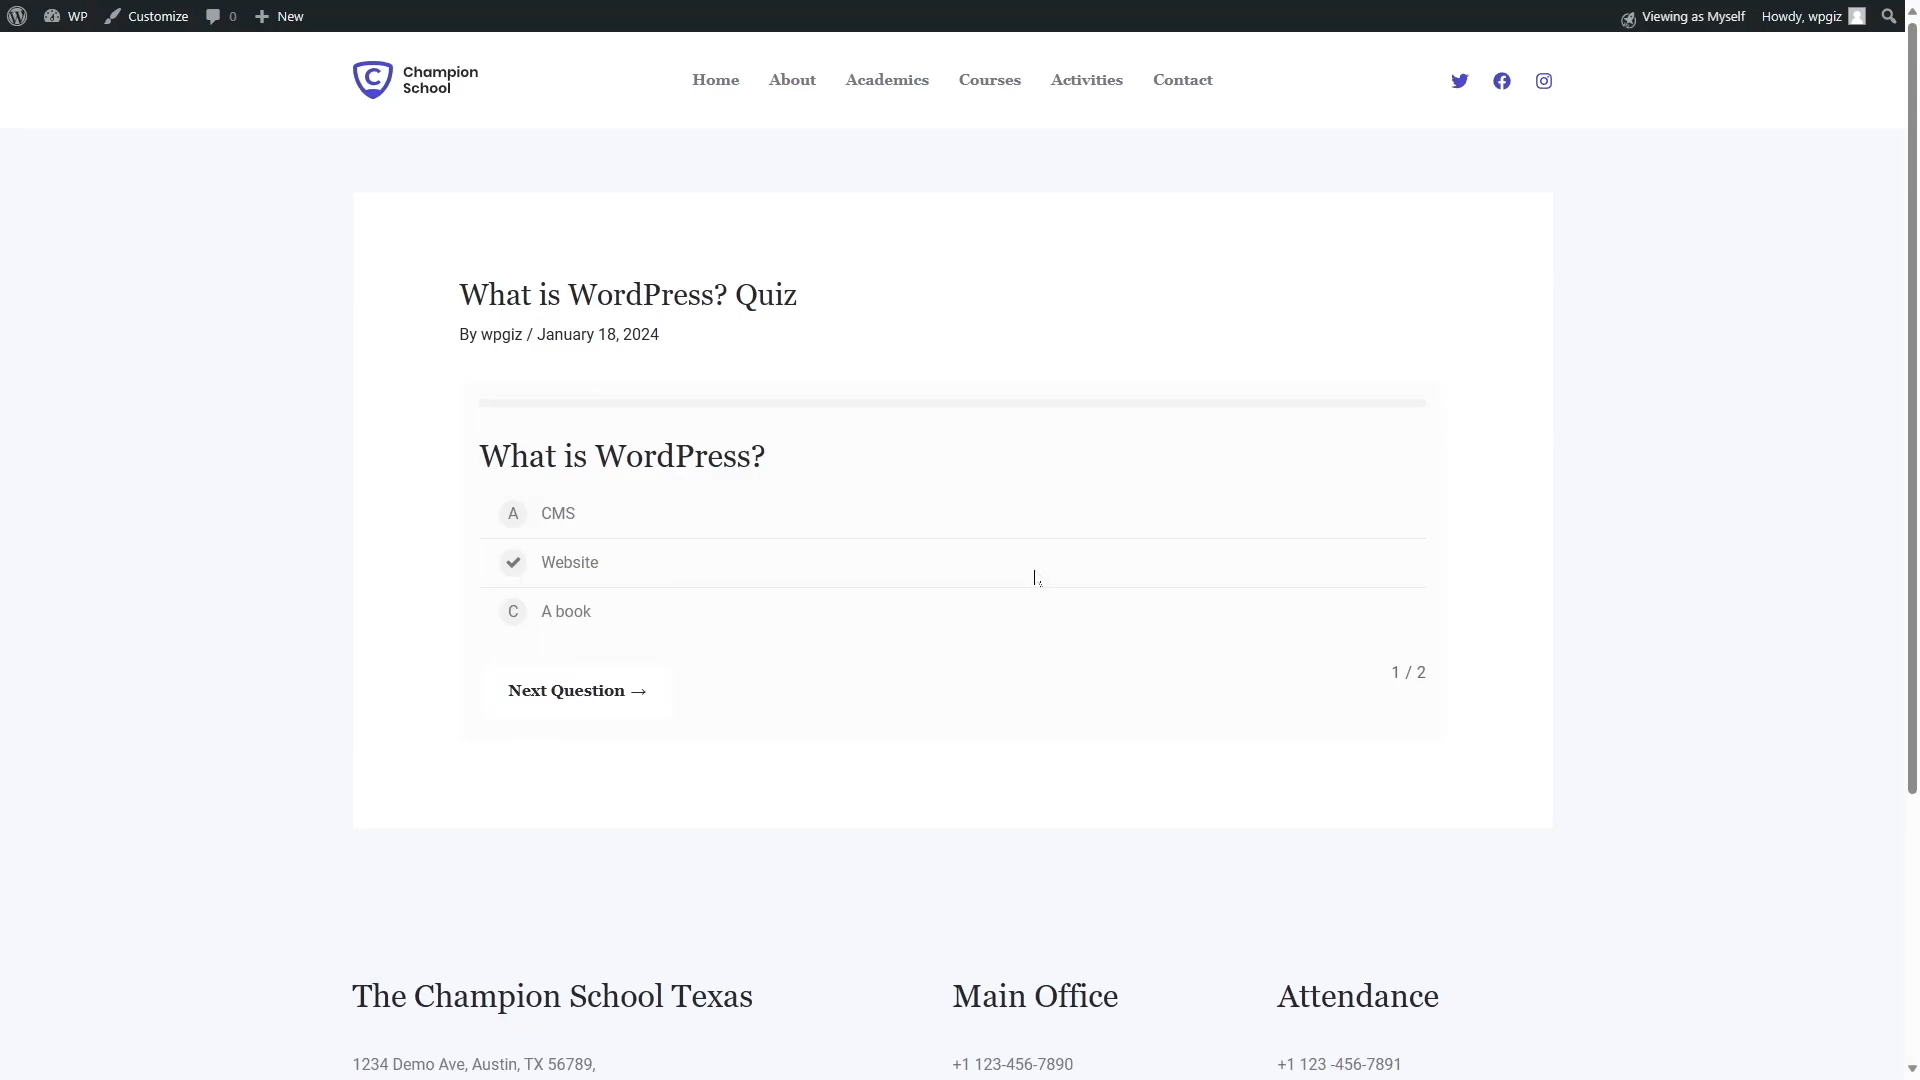 WP Customize 0 New Viewing as Myself Howdy, wpgiz
C Champion School
Home About Academics Courses Activities Contact
What is WordPress? Quiz
By wpgiz / January 18, 2024
What is WordPress?
A CMS
Website
C A book
1 / 2
Next Question →
The Champion School Texas Main Office Attendance
1234 Demo Ave, Austin, TX 56789, +1 123-456-7890 +1 123 -456-7891